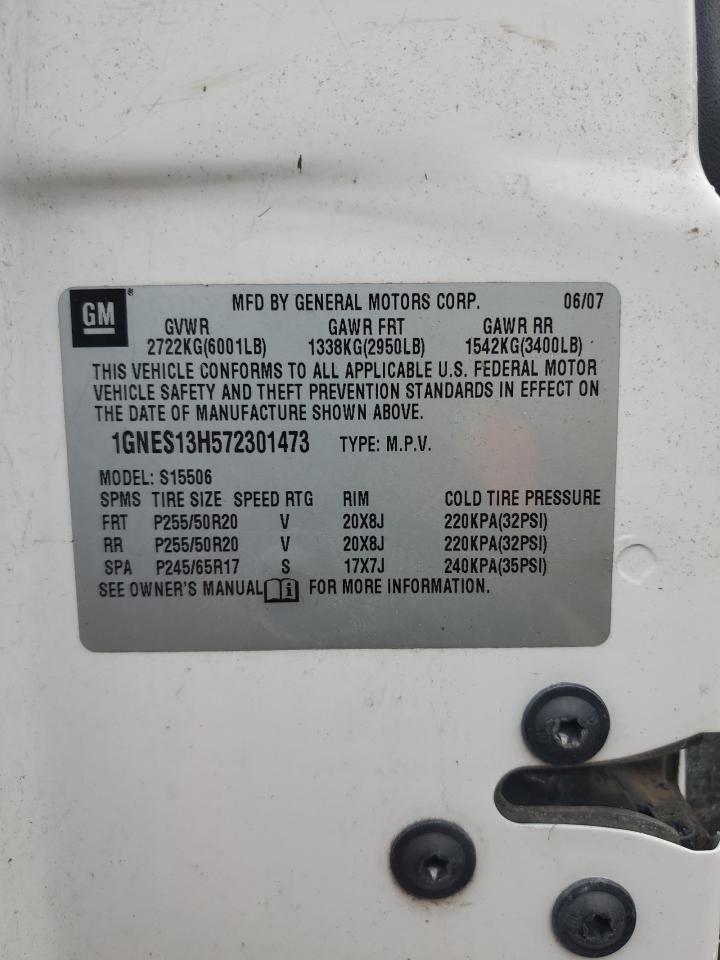 GM® MFD BY GENERAL MOTORS CORP. 06/07
GVWR GAWR FRT GAWR RR
2722KG(6001LB) 1338KG(2950LB) 1542KG(3400LB)
THIS VEHICLE CONFORMS TO ALL APPLICABLE U.S. FEDERAL MOTOR
VEHICLE SAFETY AND THEFT PREVENTION STANDARDS IN EFFECT ON
THE DATE OF MANUFACTURE SHOWN ABOVE.
1GNES13H572301473 TYPE: M.P.V.
MODEL: S15506
SPMS TIRE SIZE SPEED RTG RIM COLD TIRE PRESSURE
FRT P255/50R20 V 20X8J 220KPA(32PSI)
RR P255/50R20 V 20X8J 220KPA(32PSI)
SPA P245/65R17 S 17X7J 240KPA(35PSI)
SEE OWNER'S MANUAL i FOR MORE INFORMATION.